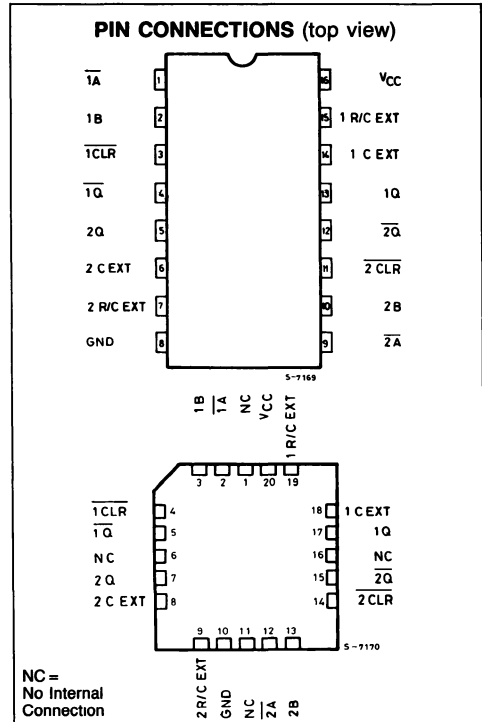 PIN CONNECTIONS (top view)
1A̅ 1 16 VCC
1B 2 15 1 R/C EXT
1CLR 3 14 1 C EXT
1Q 4 13 1Q
2Q 5 12 2Q
2 C EXT 6 11 2 CLR
2 R/C EXT 7 10 2B
GND 8 9 2A
S-7169
1B 1A NC VCC 1 R/C EXT
3 2 1 20 19
1CLR 4 18 1 C EXT
1Q 5 17 1Q
NC 6 16 NC
2Q 7 15 2Q
2 C EXT 8 14 2 CLR
9 10 11 12 13
S-7170
2 R/C EXT GND NC 2A 2B
NC =
No Internal
Connection